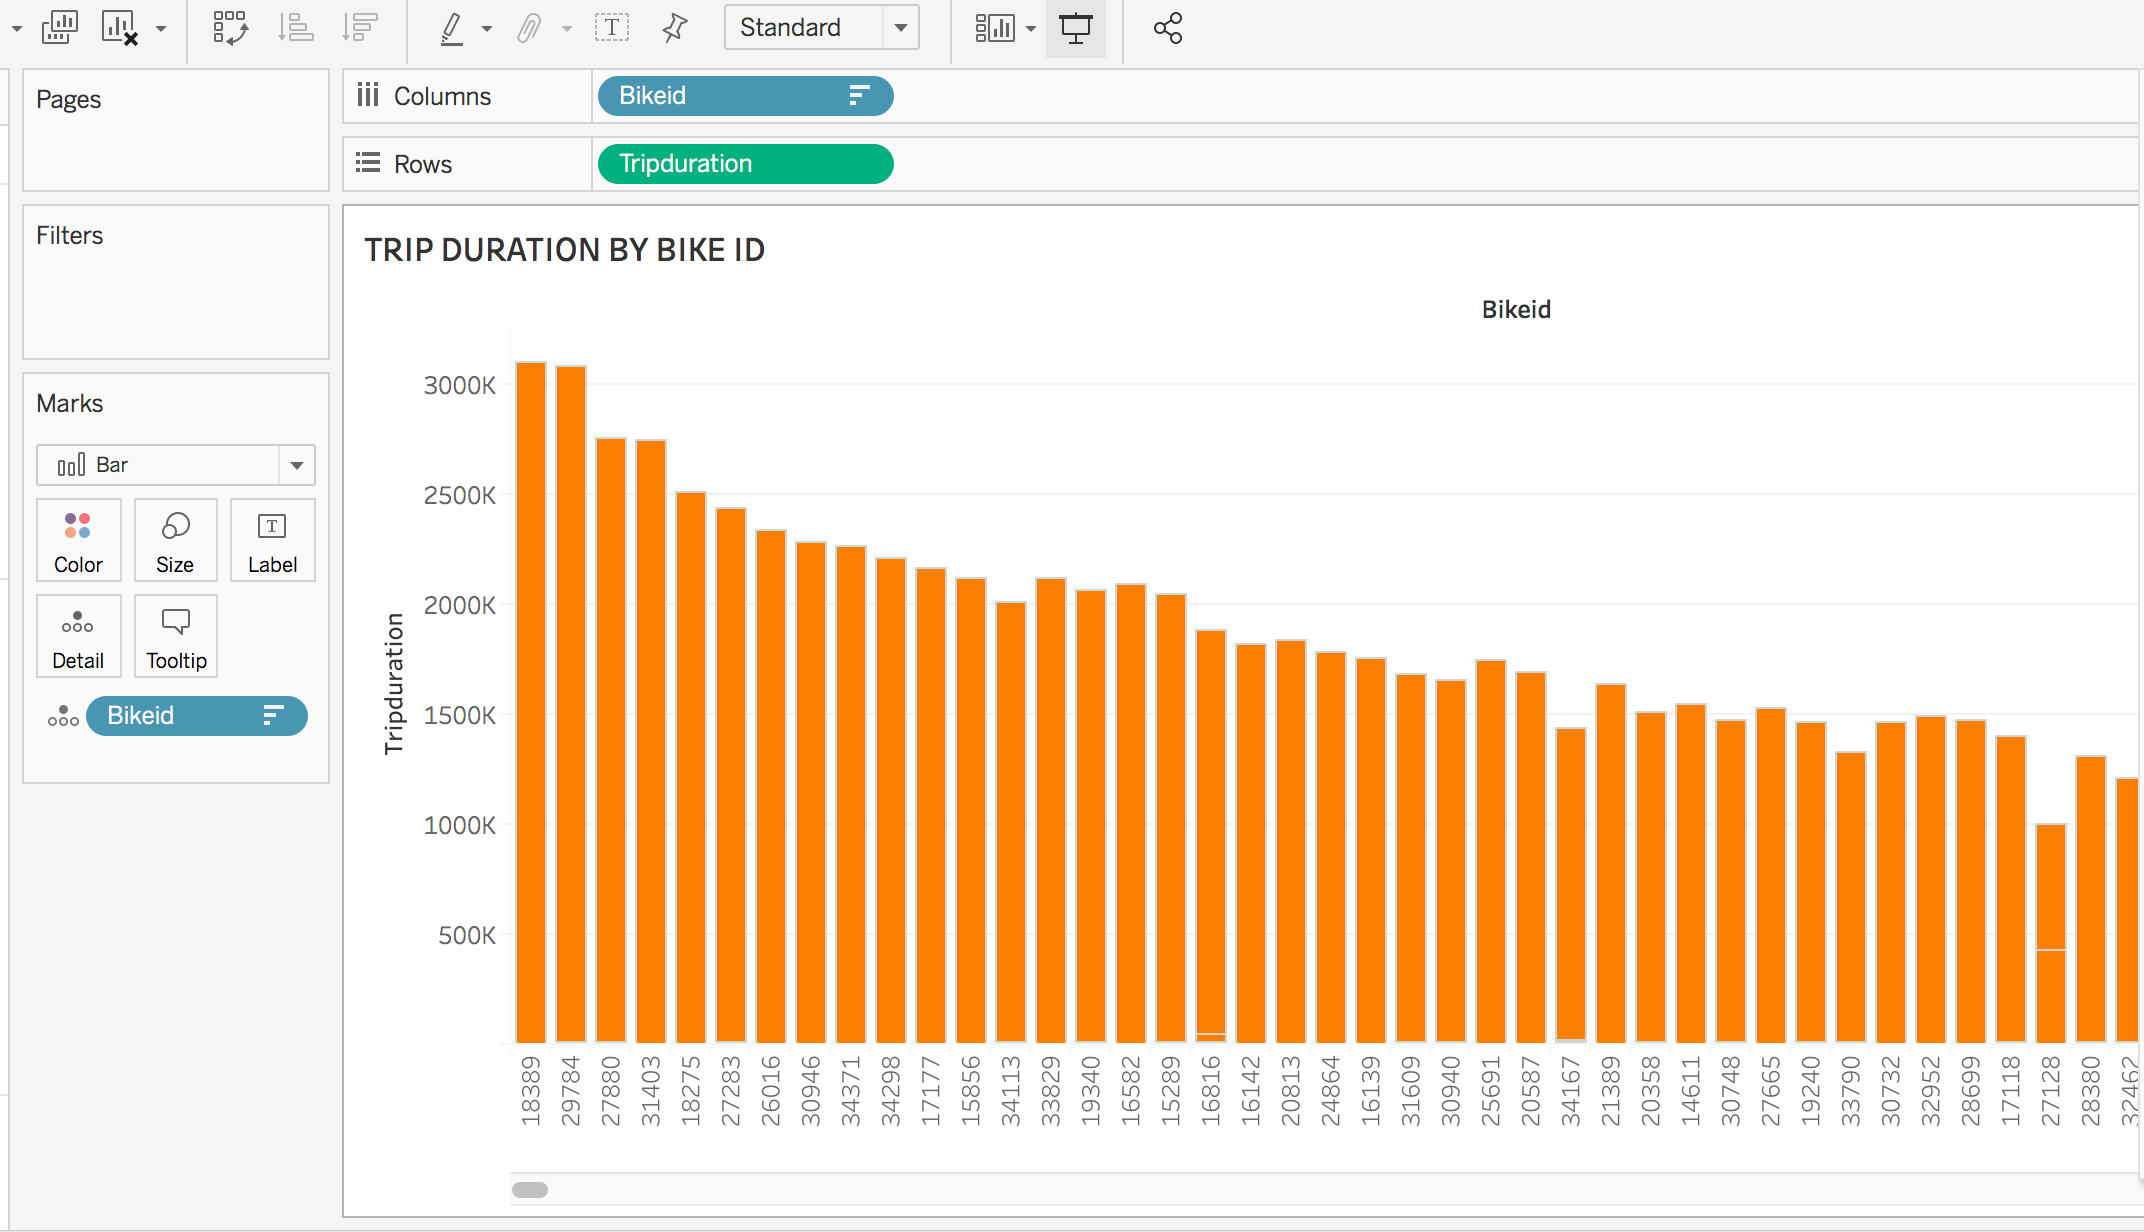 Standard
Pages
Columns
Bikeid
Rows
Tripduration
Filters
Marks
Bar
Color
Size
Label
Detail
Tooltip
Bikeid
TRIP DURATION BY BIKE ID
Bikeid
Tripduration
3000K
2500K
2000K
1500K
1000K
500K
18389
29784
27880
31403
18275
27283
26016
30946
34371
34298
17177
15856
34113
33829
19340
16582
15289
16816
16142
20813
24864
16139
31609
30940
25691
20587
34167
21389
20358
14611
30748
27665
19240
33790
30732
32952
28699
17118
27128
28380
32462